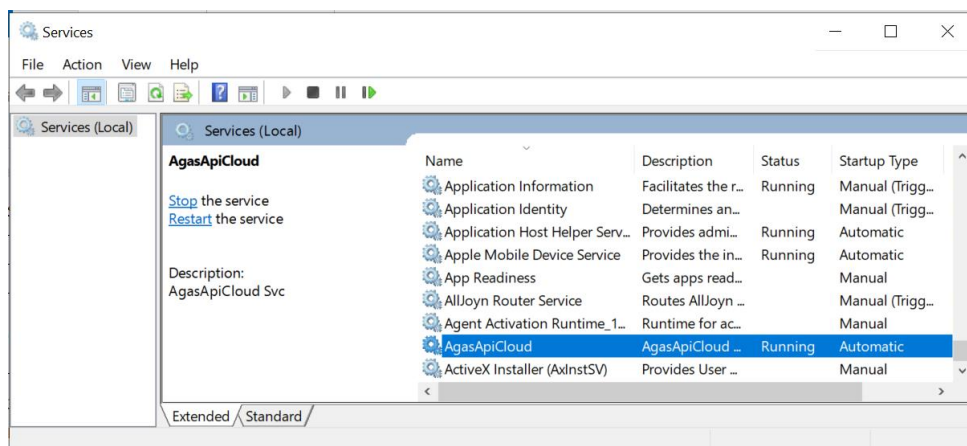 Services
File Action View Help
Services (Local)
Services (Local)
AgasApiCloud
Stop the service
Restart the service
Description:
AgasApiCloud Svc
Name Description Status Startup Type
Application Information Facilitates the r... Running Manual (Trigg...
Application Identity Determines an... Manual (Trigg...
Application Host Helper Serv... Provides admi... Running Automatic
Apple Mobile Device Service Provides the in... Running Automatic
App Readiness Gets apps read... Manual
AllJoyn Router Service Routes AllJoyn ... Manual (Trigg...
Agent Activation Runtime_1... Runtime for ac... Manual
AgasApiCloud AgasApiCloud ... Running Automatic
ActiveX Installer (AxInstSV) Provides User ... Manual
Extended Standard